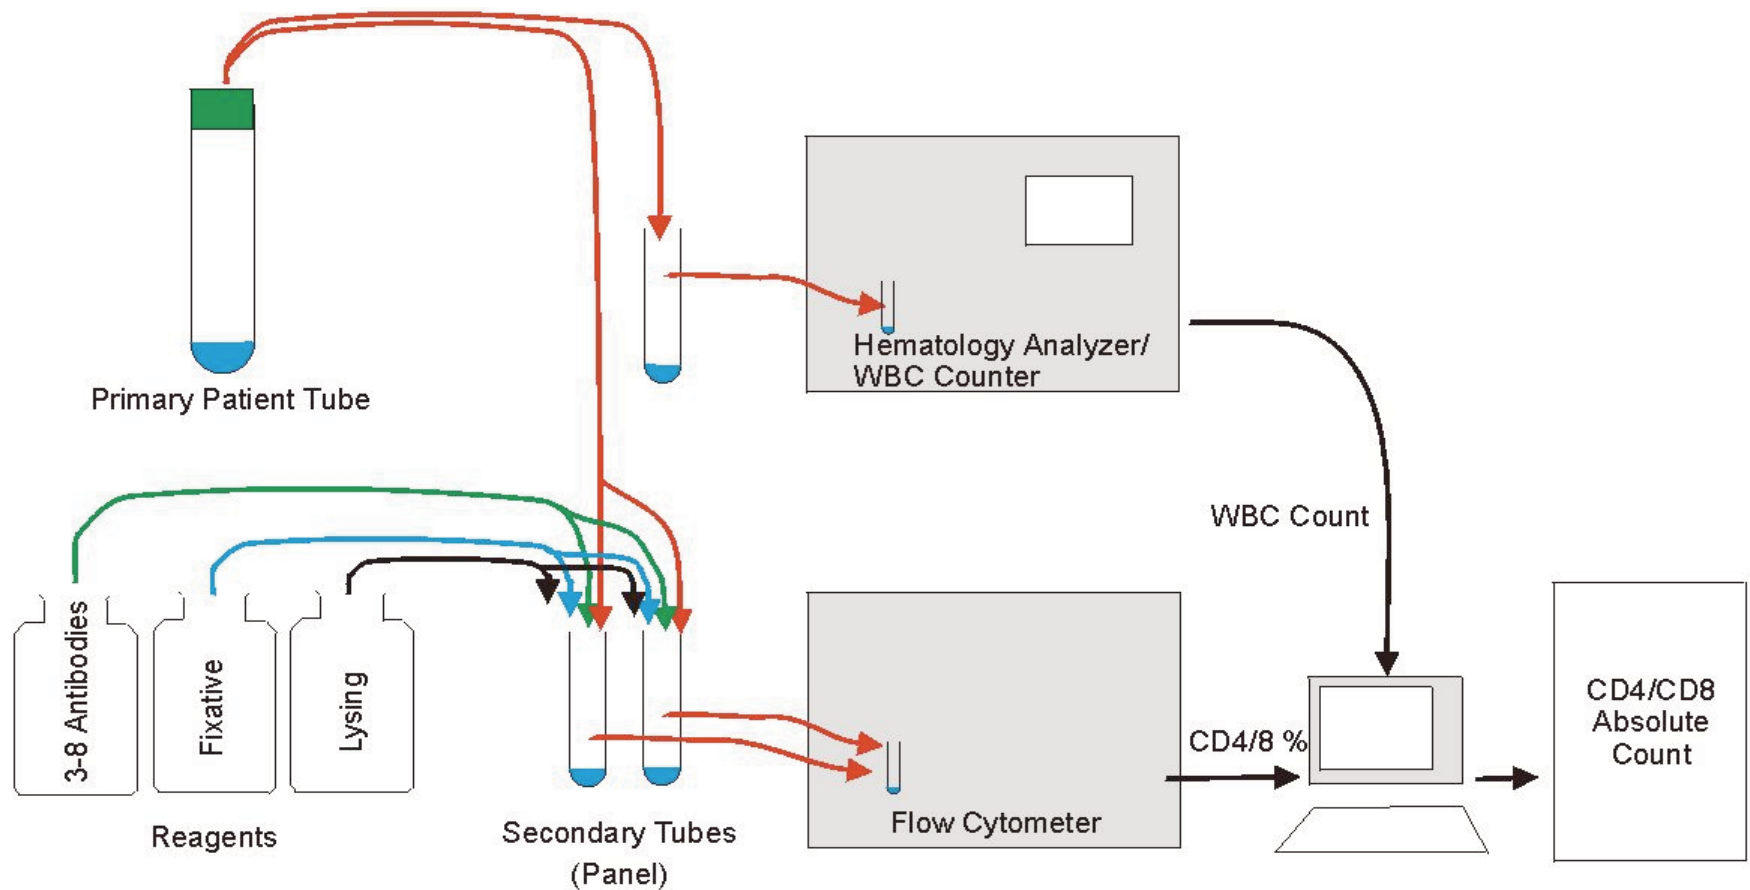 Primary Patient Tube
Hematology Analyzer/
WBC Counter
WBC Count
3-8 Antibodies
Fixative
Lysing
Reagents
Secondary Tubes
(Panel)
Flow Cytometer
CD4/8 %
CD4/CD8
Absolute
Count